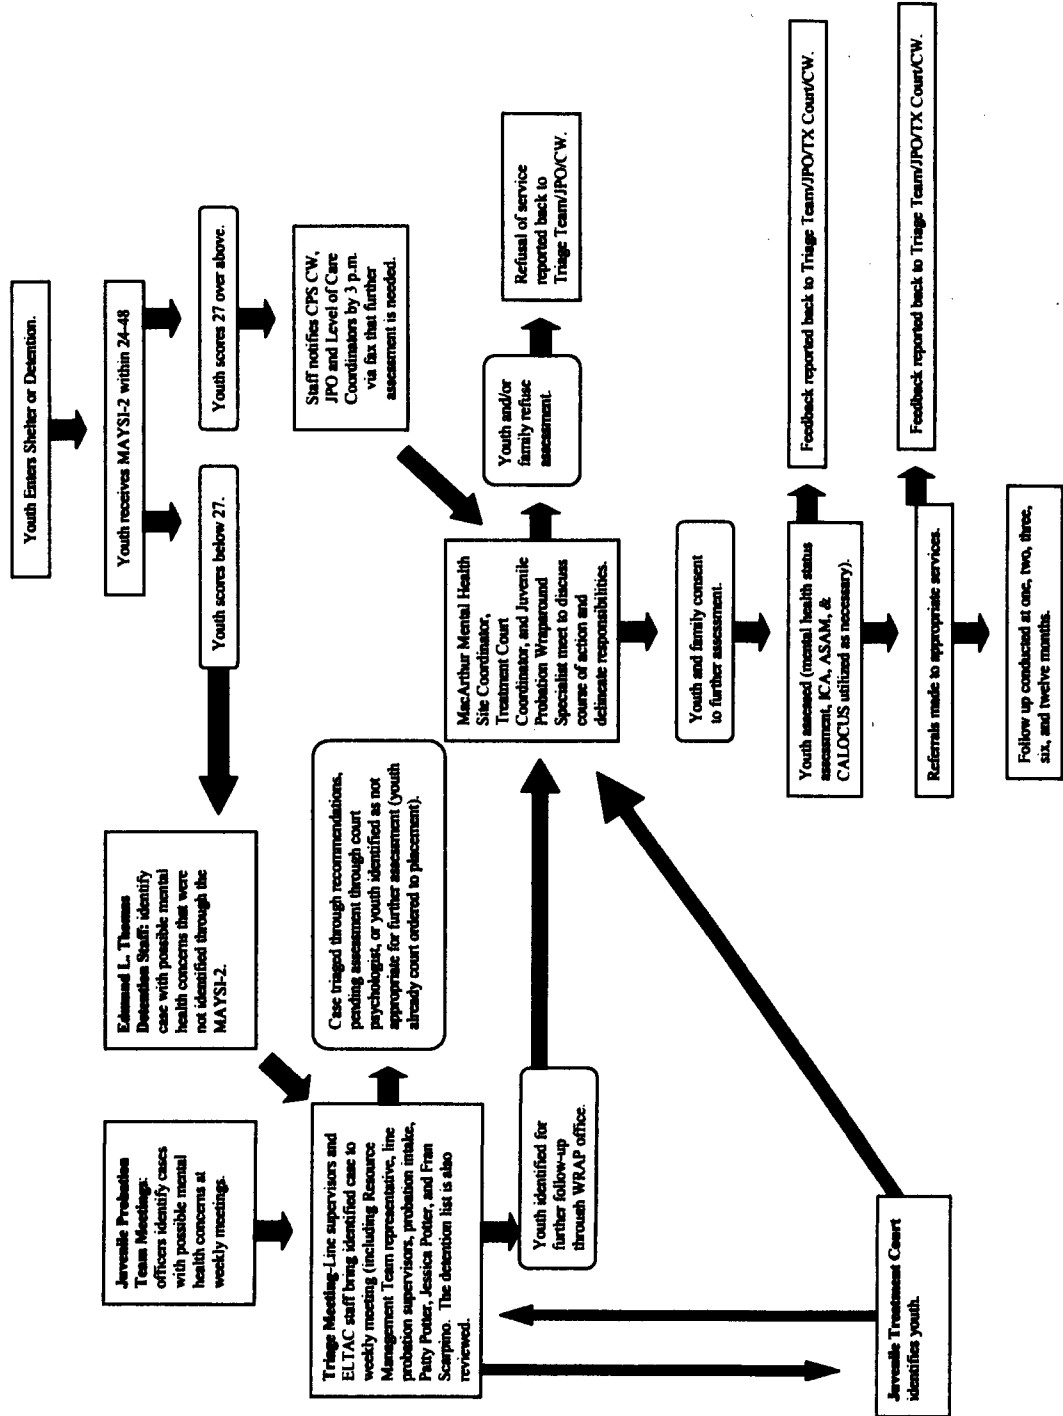 Youth Enters Shelter or Detention.
Youth receives MAYSI-2 within 24-48
Youth scores below 27.
Youth scores 27 over above.
Staff notifies CPS CW,
JPO and Level of Care
Coordinators by 3 p.m.
via fax that further
assessment is needed.
Edmund L. Thomas
Detention Staff: identify
case with possible mental
health concerns that were
not identified through the
MAYSI-2.
Juvenile Probation
Team Meetings:
officers identify cases
with possible mental
health concerns at
weekly meetings.
Triage Meeting-Line supervisors and
ELTAC staff bring identified case to
weekly meeting (including Resource
Management Team representative, line
probation supervisors, probation intake,
Patty Potter, Jessica Potter, and Fran
Scarpino. The detention list is also
reviewed.
Case triaged through recommendations,
pending assessment through court
psychologist, or youth identified as not
appropriate for further assessment (youth
already court ordered to placement).
MacArthur Mental Health
Site Coordinator,
Treatment Court
Coordinator, and Juvenile
Probation Wraparound
Specialist meet to discuss
course of action and
delineate responsibilities.
Youth and/or
family refuse
assessment.
Refusal of service
reported back to
Triage Team/JPO/CW.
Youth identified for
further follow-up
through WRAP office.
Youth and family consent
to further assessment.
Youth assessed (mental health status
assessment, ICA, ASAM, &
CALOCUS utilized as necessary).
Feedback reported back to Triage Team/JPO/TX Court/CW.
Referrals made to appropriate services.
Feedback reported back to Triage Team/JPO/TX Court/CW.
Juvenile Treatment Court
identifies youth.
Follow up conducted at one, two, three,
six, and twelve months.